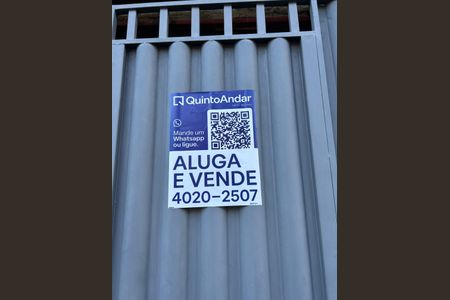 QuintoAndar
Mande um
Whatsapp
ou ligue.
ALUGA
E VENDE
4020-2507